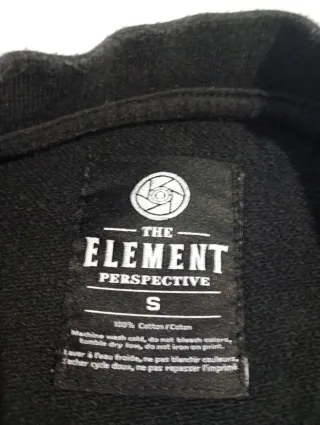 THE
ELEMENT
PERSPECTIVE
S
100% Cotton / Coton
Machine wash cold, do not bleach colors,
tumble dry low, do not iron on print.
Laver à l'eau froide, ne pas blanchir couleurs,
Sécher cycle doux, ne pas repasser l'imprimé